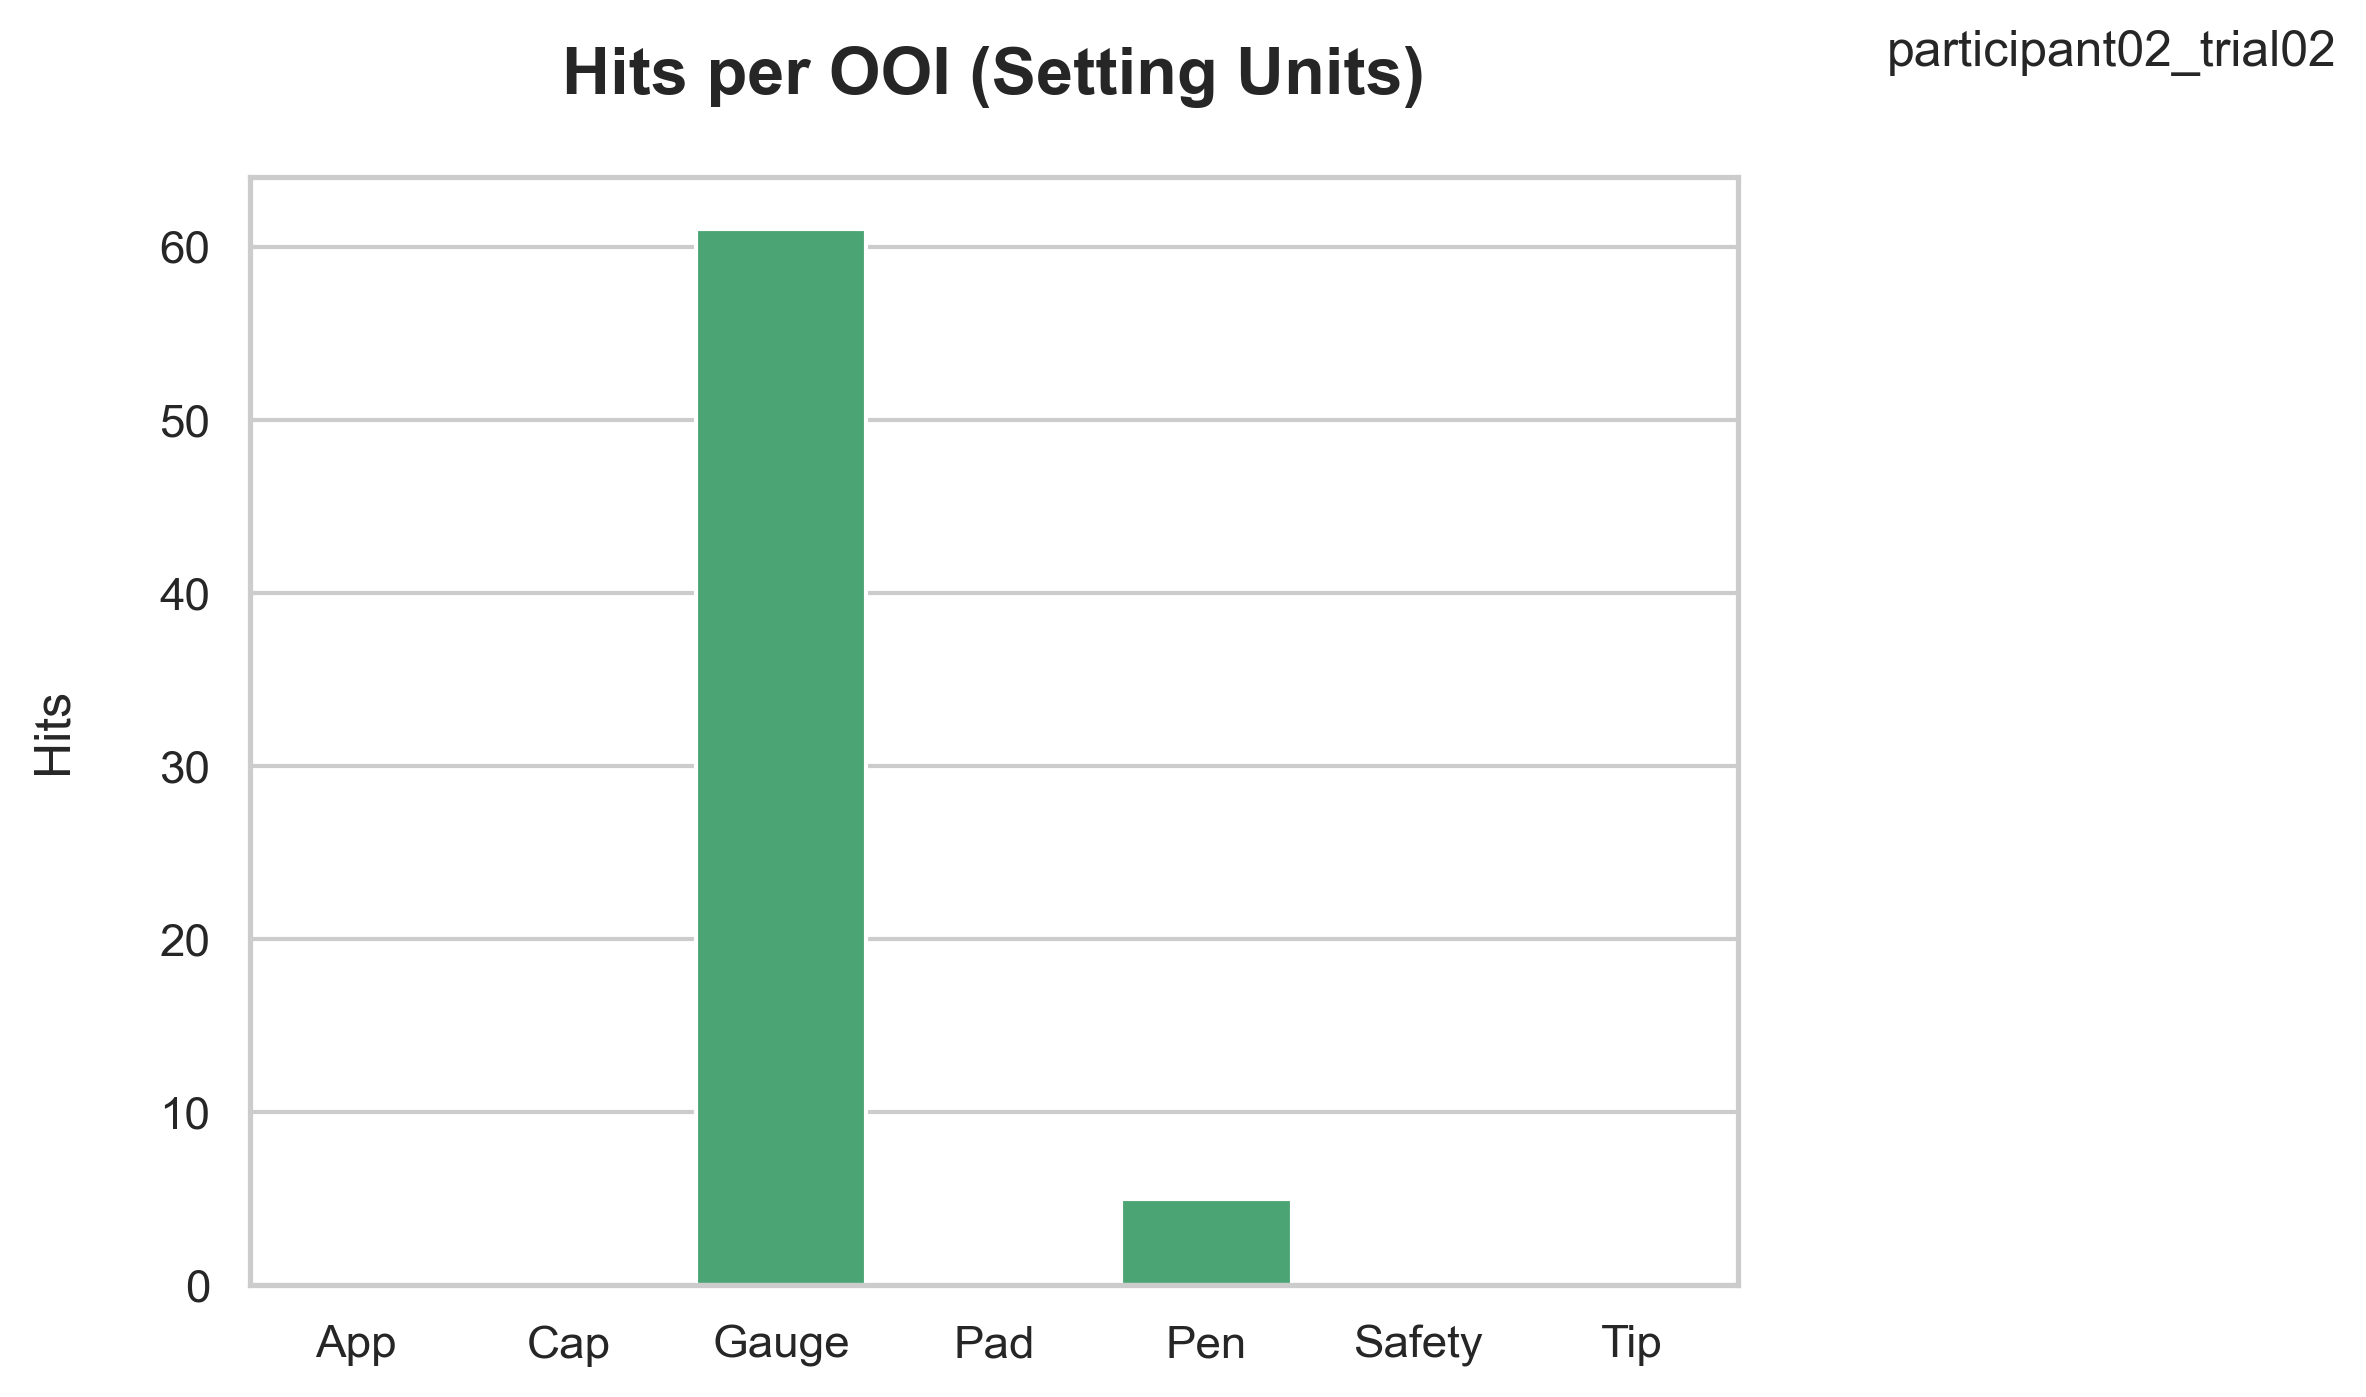 Hits per OOI (Setting Units)
participant02_trial02
Hits
60
50
40
30
20
10
0
App Cap Gauge Pad Pen Safety Tip